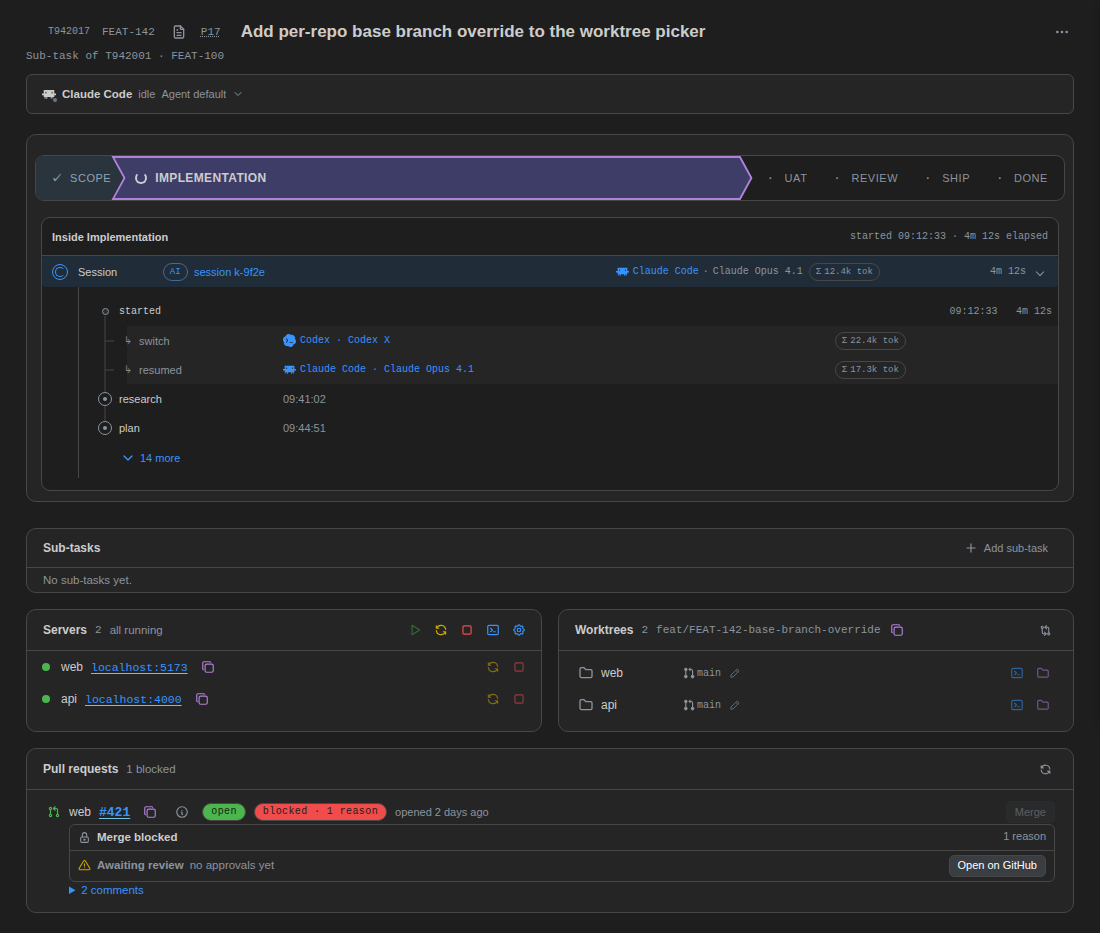 T942017 FEAT-142 P17 Add per-repo base branch override to the worktree picker
Sub-task of T942001 · FEAT-100
Claude Code idle Agent default
SCOPE IMPLEMENTATION · UAT · REVIEW · SHIP · DONE
Inside Implementation started 09:12:33 · 4m 12s elapsed
Session AI session k-9f2e Claude Code · Claude Opus 4.1 Σ 12.4k tok 4m 12s
started 09:12:33 4m 12s
↳ switch Codex · Codex X Σ 22.4k tok
↳ resumed Claude Code · Claude Opus 4.1 Σ 17.3k tok
research 09:41:02
plan 09:44:51
14 more
Sub-tasks + Add sub-task
No sub-tasks yet.
Servers 2 all running
web localhost:5173
api localhost:4000
Worktrees 2 feat/FEAT-142-base-branch-override
web main
api main
Pull requests 1 blocked
web #421 open blocked · 1 reason opened 2 days ago Merge
Merge blocked 1 reason
Awaiting review no approvals yet Open on GitHub
2 comments